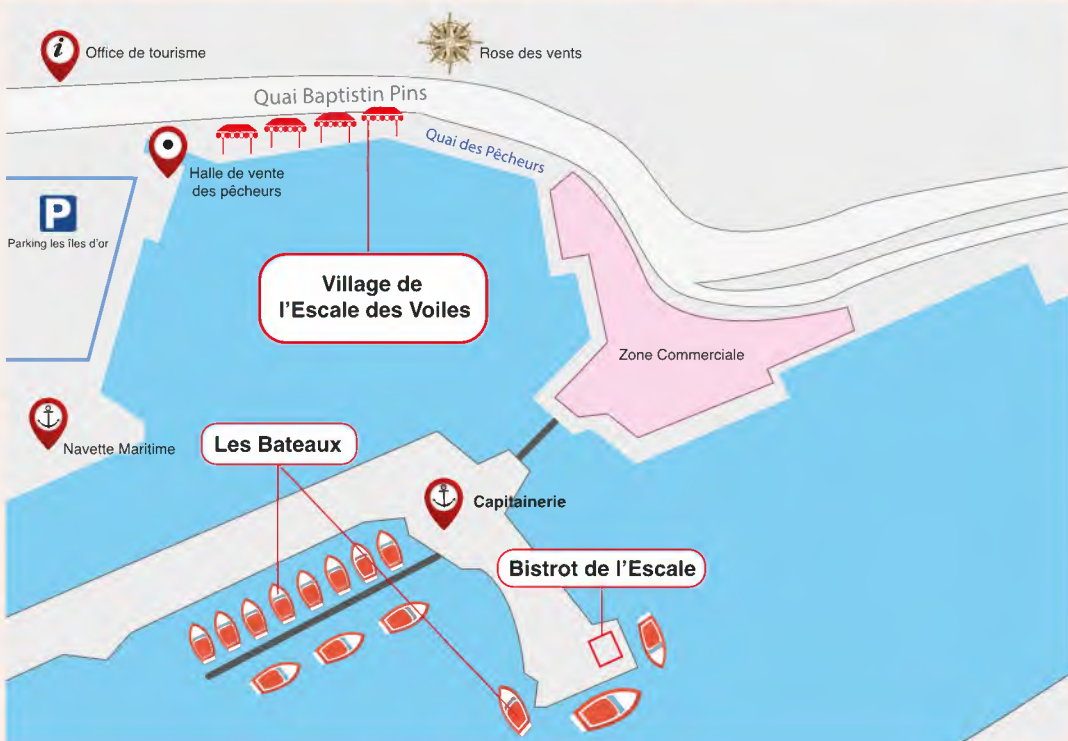 i
Office de tourisme
Rose des vents
Quai Baptistin Pins
Quai des Pêcheurs
Halle de vente
des pêcheurs
P
Parking les îles d'or
Village de
l'Escale des Voiles
Zone Commerciale
Navette Maritime
Les Bateaux
Capitainerie
Bistrot de l'Escale